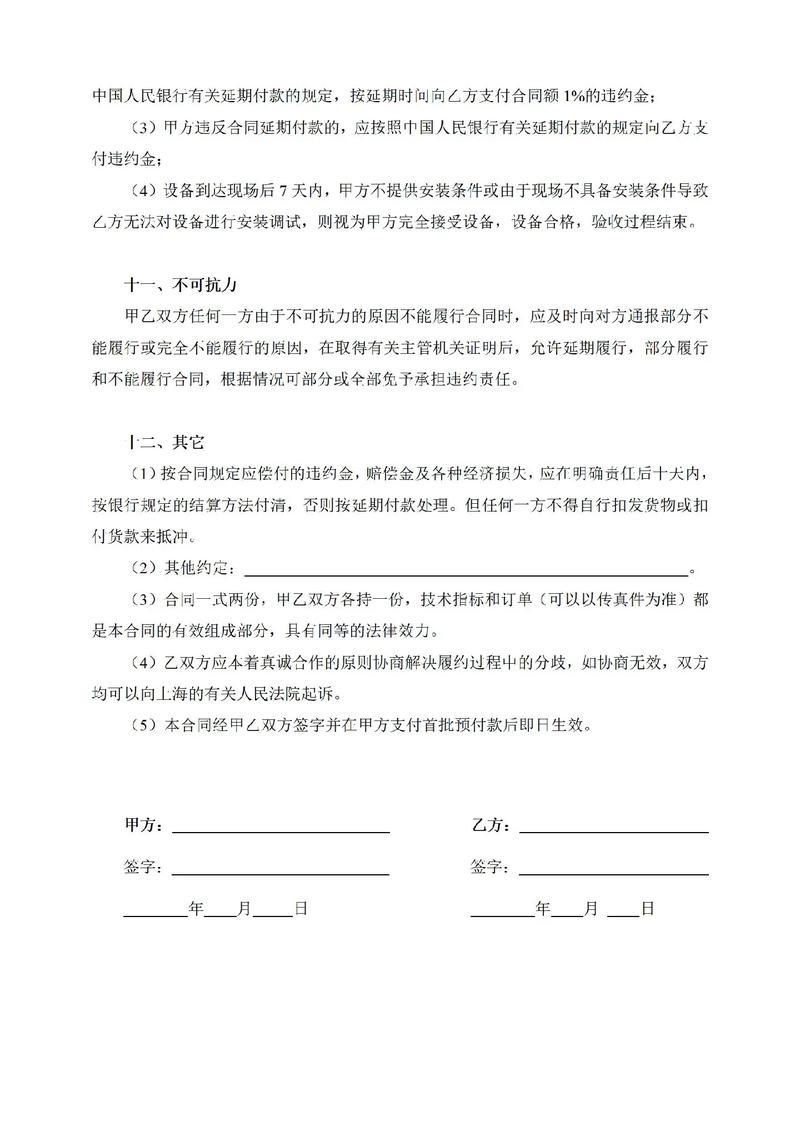 中国人民银行有关延期付款的规定，按延期时间向乙方支付合同额 1%的违约金；
（3）甲方违反合同延期付款的，应按照中国人民银行有关延期付款的规定向乙方支
付违约金；
（4）设备到达现场后 7 天内，甲方不提供安装条件或由于现场不具备安装条件导致
乙方无法对设备进行安装调试，则视为甲方完全接受设备，设备合格，验收过程结束。
十一、不可抗力
甲乙双方任何一方由于不可抗力的原因不能履行合同时，应及时向对方通报部分不
能履行或完全不能履行的原因，在取得有关主管机关证明后，允许延期履行，部分履行
和不能履行合同，根据情况可部分或全部免予承担违约责任。
十二、其它
（1）按合同规定应偿付的违约金，赔偿金及各种经济损失，应在明确责任后十天内，
按银行规定的结算方法付清，否则按延期付款处理。但任何一方不得自行扣发货物或扣
付货款来抵冲。
（2）其他约定：________________________________________。
（3）合同一式两份，甲乙双方各持一份，技术指标和订单（可以以传真件为准）都
是本合同的有效组成部分，具有同等的法律效力。
（4）乙双方应本着真诚合作的原则协商解决履约过程中的分歧，如协商无效，双方
均可以向上海的有关人民法院起诉。
（5）本合同经甲乙双方签字并在甲方支付首批预付款后即日生效。
甲方：____________________ 乙方：____________________
签字：____________________ 签字：____________________
________年____月_____日 ________年____月 ____日